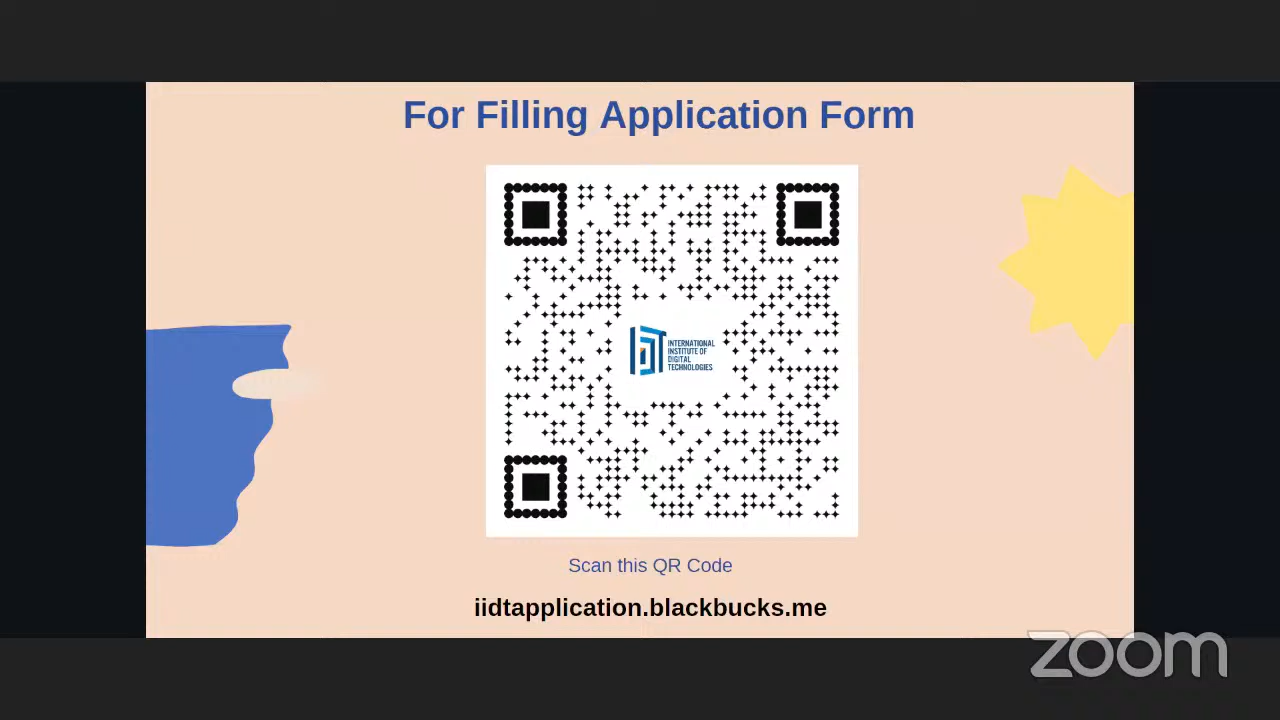 For Filling Application Form
INTERNATIONAL
INSTITUTE OF
DIGITAL
TECHNOLOGIES
Scan this QR Code
iidtapplication.blackbucks.me
zoom